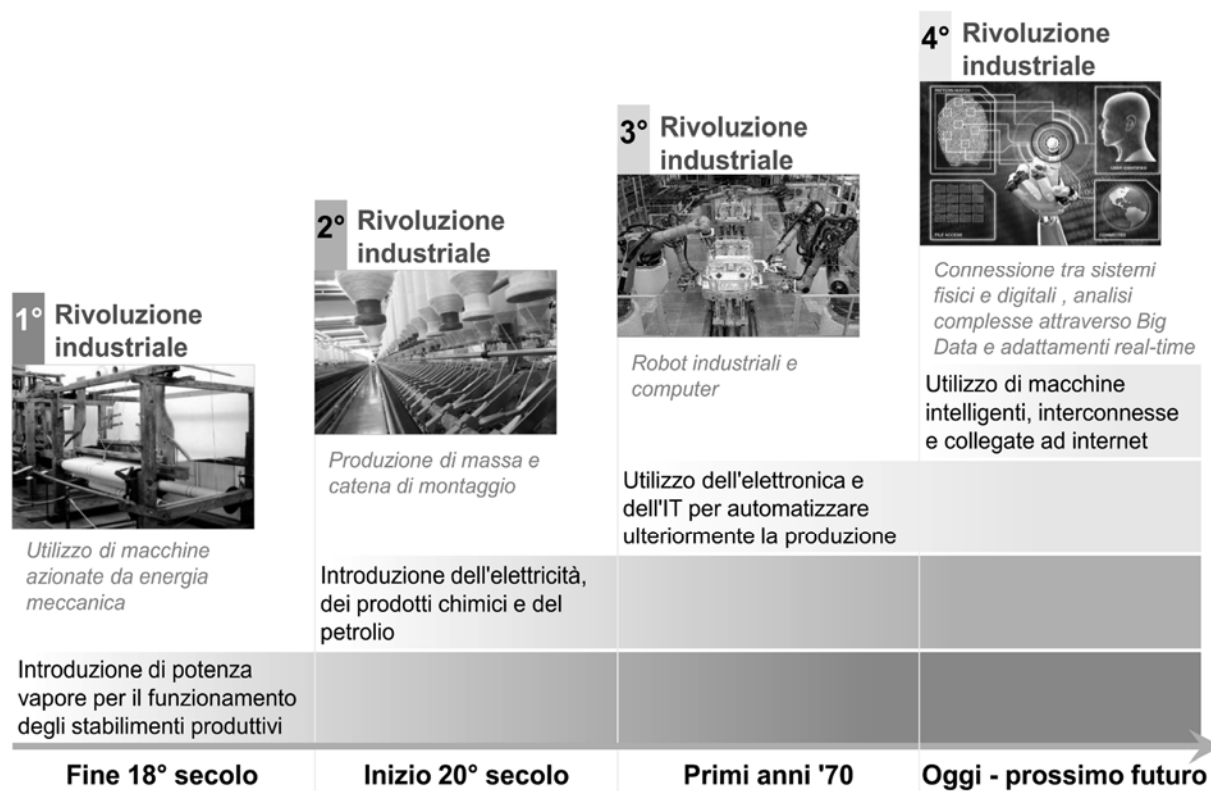 1° Rivoluzione
industriale
Utilizzo di macchine
azionate da energia
meccanica
Introduzione di potenza
vapore per il funzionamento
degli stabilimenti produttivi
Fine 18° secolo
2° Rivoluzione
industriale
Produzione di massa e
catena di montaggio
Introduzione dell'elettricità,
dei prodotti chimici e del
petrolio
Inizio 20° secolo
3° Rivoluzione
industriale
Robot industriali e
computer
Utilizzo dell'elettronica e
dell'IT per automatizzare
ulteriormente la produzione
Primi anni '70
4° Rivoluzione
industriale
FILE ACCESS
CONNECTED
Connessione tra sistemi
fisici e digitali , analisi
complesse attraverso Big
Data e adattamenti real-time
Utilizzo di macchine
intelligenti, interconnesse
e collegate ad internet
Oggi - prossimo futuro